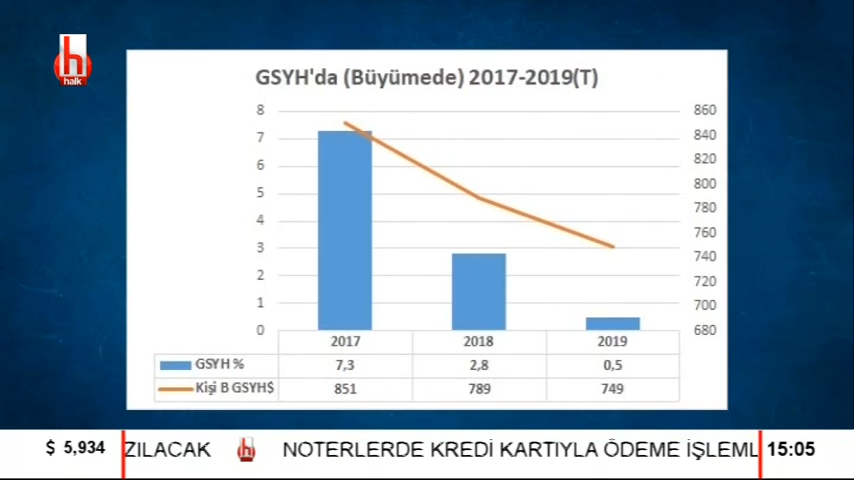 halk
GSYH'da (Büyümede) 2017-2019(T)
8 860
7 840
6 820
5 800
4 780
3 760
2 740
1 720
0 700
680
2017 2018 2019
GSYH % 7,3 2,8 0,5
Kişi B GSYH$ 851 789 749
$ 5,934 ZILACAK halk NOTERLERDE KREDİ KARTIYLA ÖDEME İŞLEML 15:05